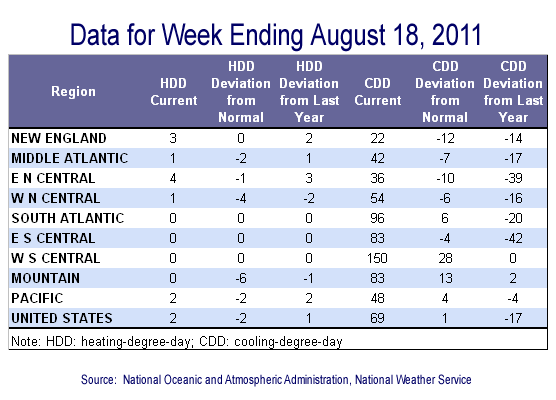 Data for Week Ending August 18, 2011
Region HDD Current HDD Deviation from Normal HDD Deviation from Last Year CDD Current CDD Deviation from Normal CDD Deviation from Last Year
NEW ENGLAND 3 0 2 22 -12 -14
MIDDLE ATLANTIC 1 -2 1 42 -7 -17
E N CENTRAL 4 -1 3 36 -10 -39
W N CENTRAL 1 -4 -2 54 -6 -16
SOUTH ATLANTIC 0 0 0 96 6 -20
E S CENTRAL 0 0 0 83 -4 -42
W S CENTRAL 0 0 0 150 28 0
MOUNTAIN 0 -6 -1 83 13 2
PACIFIC 2 -2 2 48 4 -4
UNITED STATES 2 -2 1 69 1 -17
Note: HDD: heating-degree-day; CDD: cooling-degree-day
Source: National Oceanic and Atmospheric Administration, National Weather Service